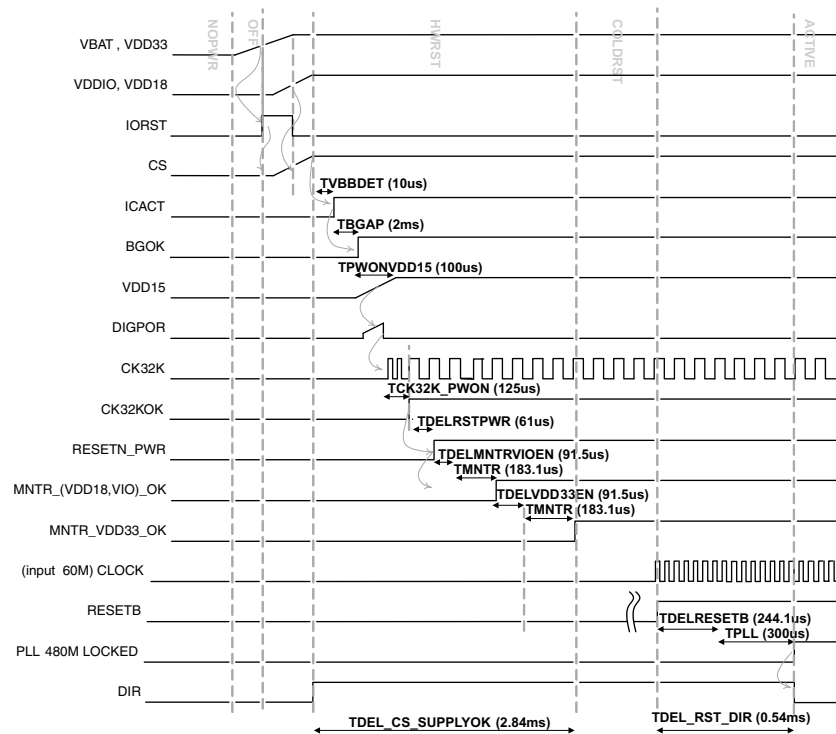 NOPWR
OFF
HWRST
COLDRST
ACTIVE
VBAT , VDD33
VDDIO, VDD18
IORST
CS
TVBBDET (10us)
ICACT
TBGAP (2ms)
BGOK
TPWONVDD15 (100us)
VDD15
DIGPOR
CK32K
TCK32K_PWON (125us)
CK32KOK
TDELRSTPWR (61us)
RESETN_PWR
TDELMNTRVIOEN (91.5us)
TMNTR (183.1us)
MNTR_(VDD18,VIO)_OK
TDELVDD33EN (91.5us)
TMNTR (183.1us)
MNTR_VDD33_OK
(input 60M) CLOCK
RESETB
TDELRESETB (244.1us)
TPLL (300us)
PLL 480M LOCKED
DIR
TDEL_CS_SUPPLYOK (2.84ms)
TDEL_RST_DIR (0.54ms)